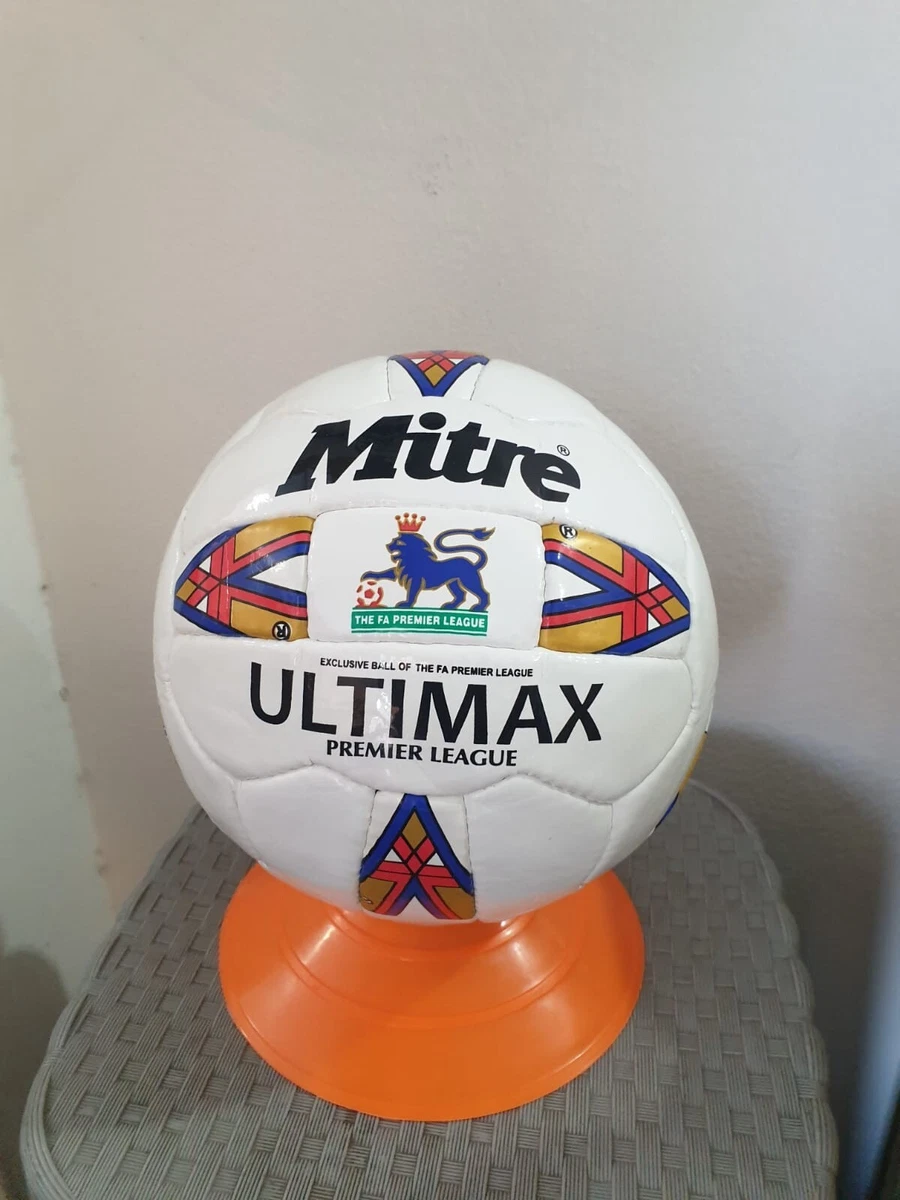 Mitre®
®
®
THE FA PREMIER LEAGUE
EXCLUSIVE BALL OF THE FA PREMIER LEAGUE
ULTIMAX
PREMIER LEAGUE